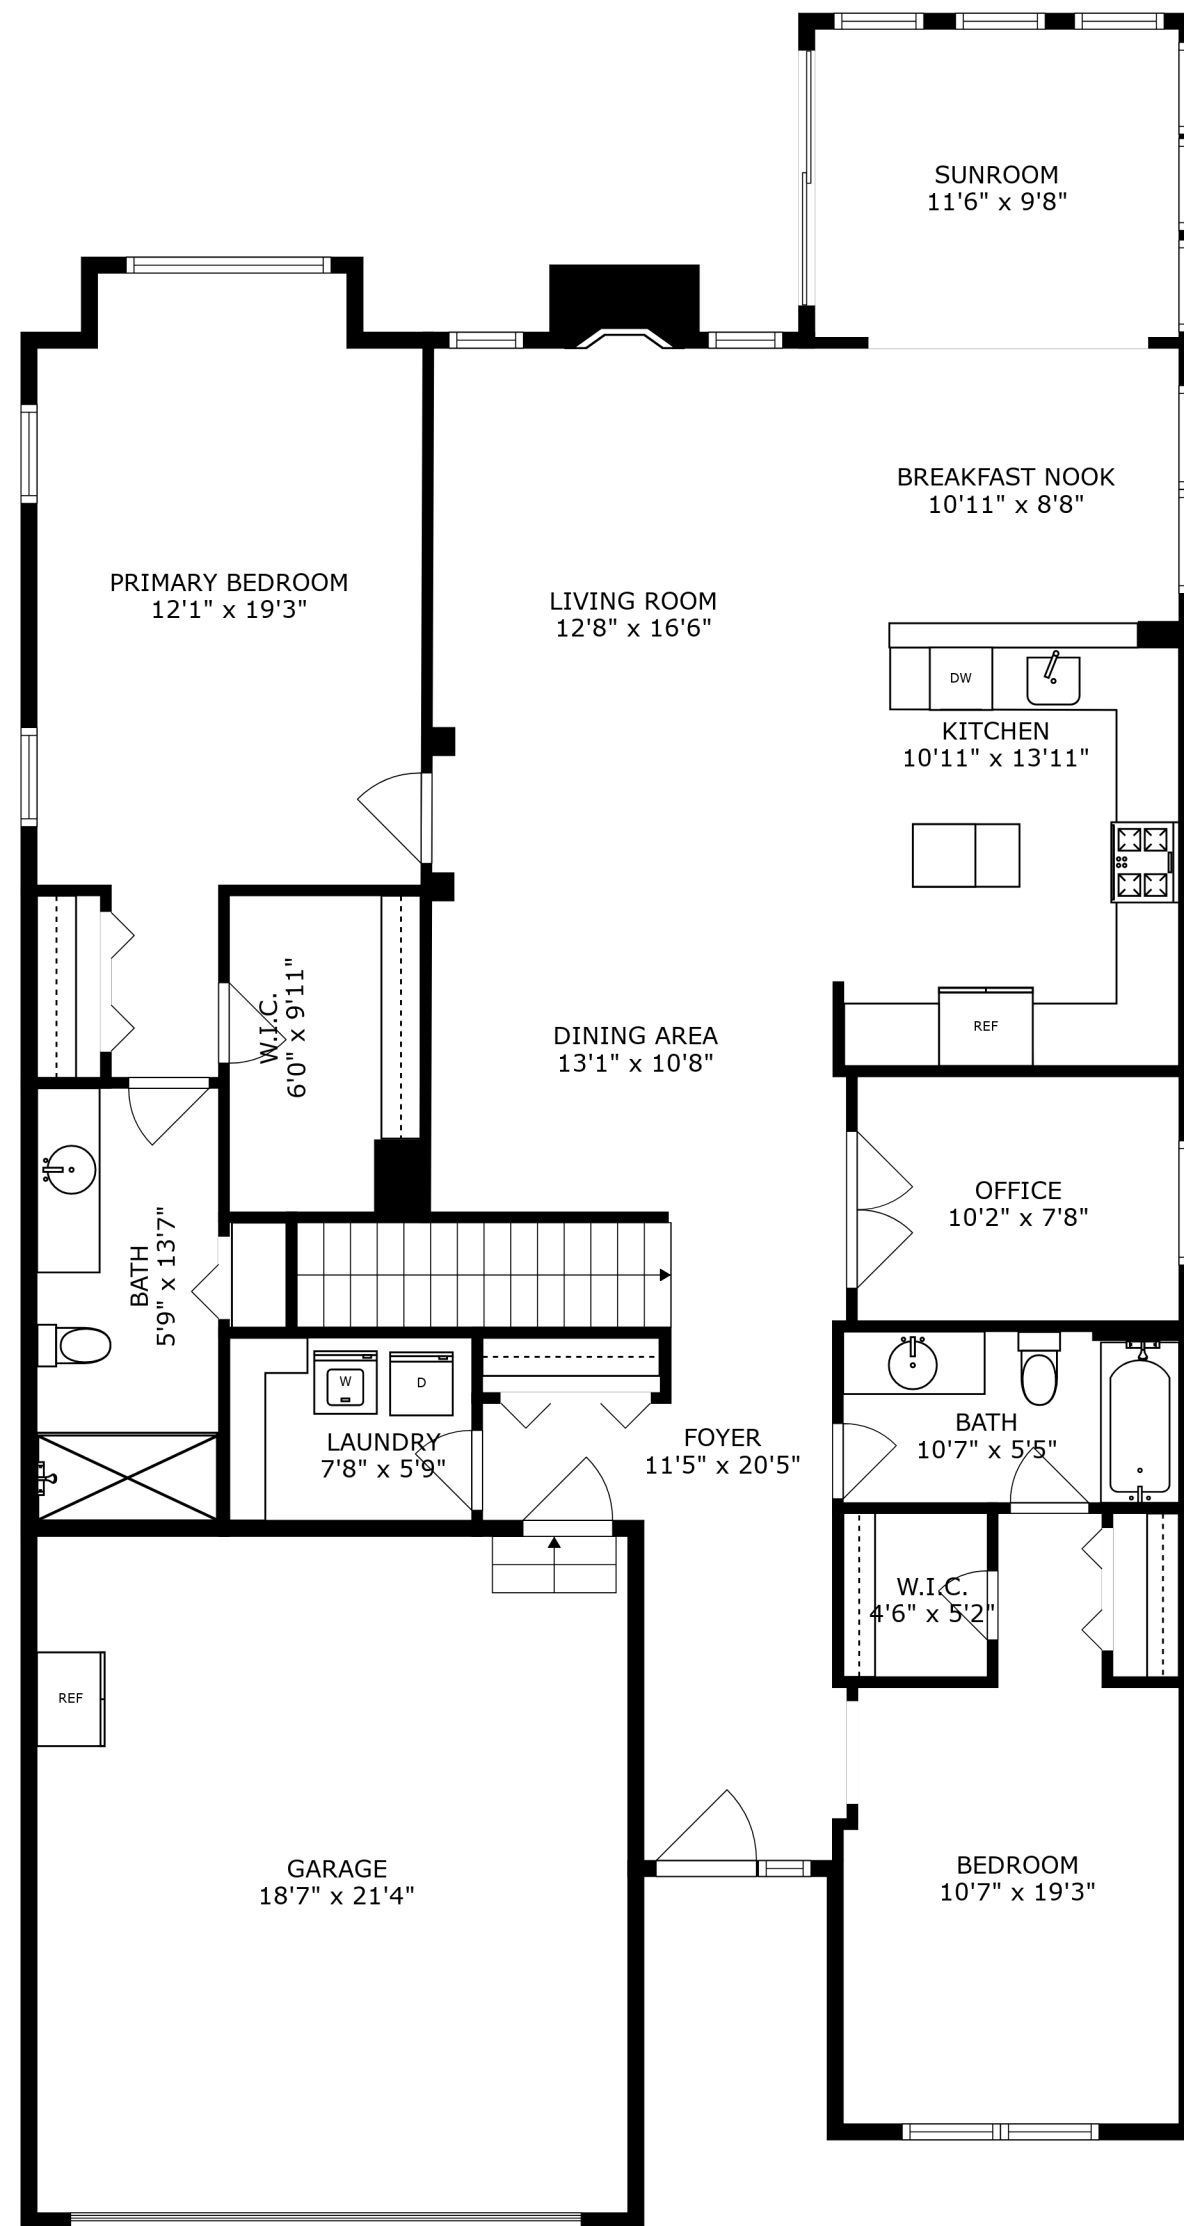 SUNROOM
11'6" x 9'8"
BREAKFAST NOOK
10'11" x 8'8"
PRIMARY BEDROOM
12'1" x 19'3"
LIVING ROOM
12'8" x 16'6"
DW
KITCHEN
10'11" x 13'11"
W.I.C.
6'0" x 9'11"
REF
DINING AREA
13'1" x 10'8"
OFFICE
10'2" x 7'8"
BATH
5'9" x 13'7"
W
D
LAUNDRY
7'8" x 5'9"
FOYER
11'5" x 20'5"
BATH
10'7" x 5'5"
W.I.C.
4'6" x 5'2"
REF
GARAGE
18'7" x 21'4"
BEDROOM
10'7" x 19'3"